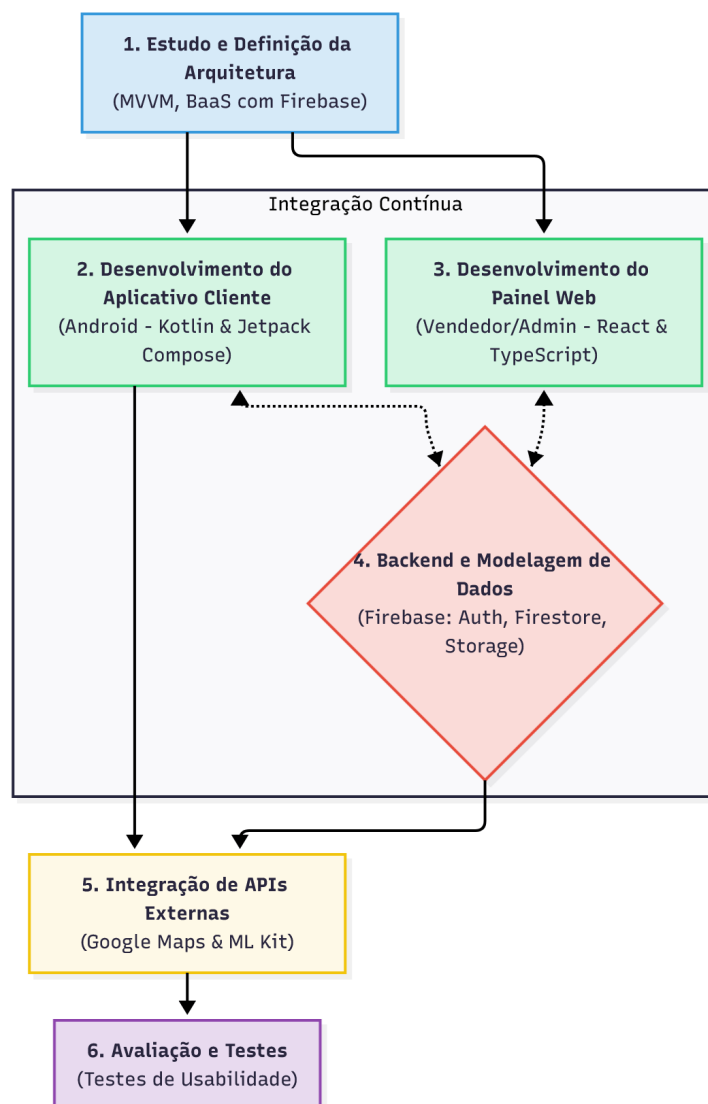 1. Estudo e Definição da
Arquitetura
(MVVM, BaaS com Firebase)
Integração Contínua
2. Desenvolvimento do
Aplicativo Cliente
(Android - Kotlin & Jetpack
Compose)
3. Desenvolvimento do
Painel Web
(Vendedor/Admin - React &
TypeScript)
4. Backend e Modelagem de
Dados
(Firebase: Auth, Firestore,
Storage)
5. Integração de APIs
Externas
(Google Maps & ML Kit)
6. Avaliação e Testes
(Testes de Usabilidade)